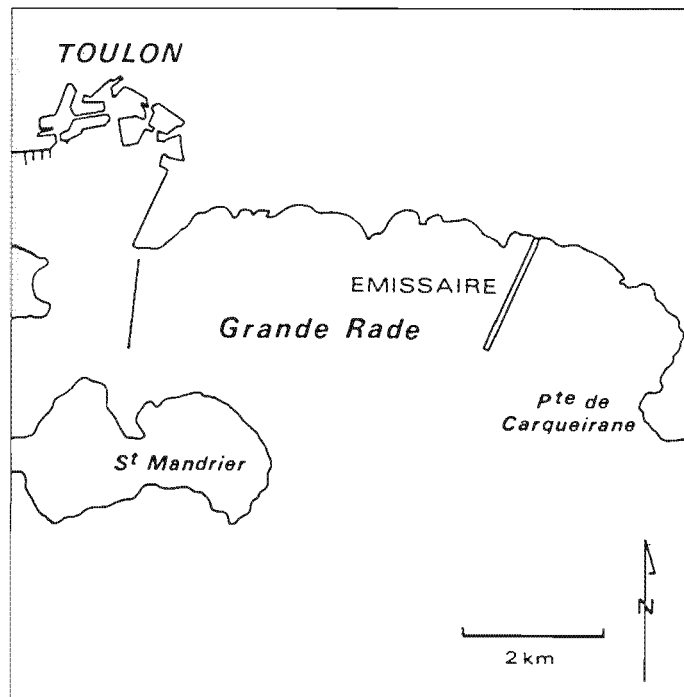 TOULON
EMISSAIRE
Grande Rade
Pte de
Carqueirane
St Mandrier
N
2 km